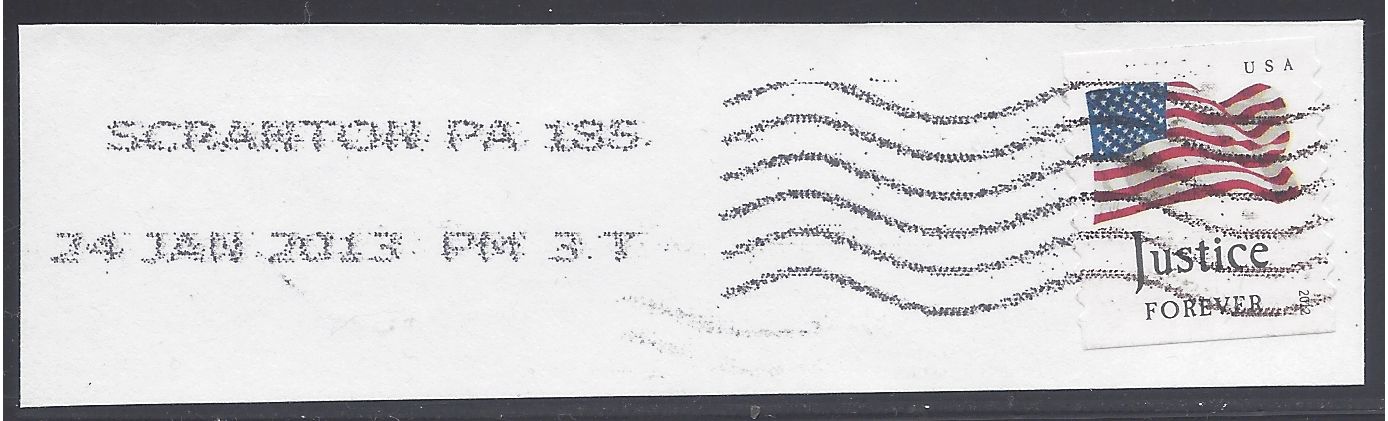 SCRANTON PA 185
24 JAN 2013 PM 3 T
USA
Justice
FOREVER
2012